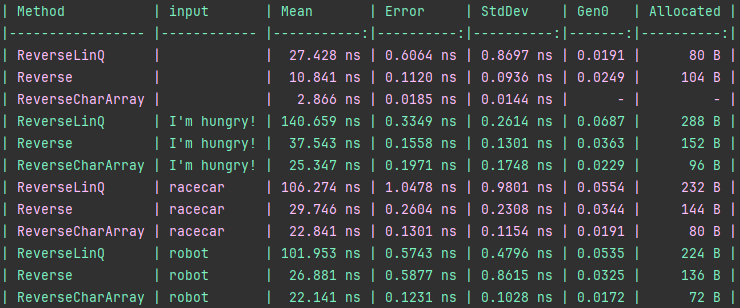 | Method           | input       | Mean       | Error     | StdDev    | Gen0   | Allocated |
|----------------- |------------ |-----------:|----------:|----------:|-------:|----------:|
| ReverseLinQ      |             |  27.428 ns | 0.6064 ns | 0.8697 ns | 0.0191 |      80 B |
| Reverse          |             |  10.841 ns | 0.1120 ns | 0.0936 ns | 0.0249 |     104 B |
| ReverseCharArray |             |   2.866 ns | 0.0185 ns | 0.0144 ns |      - |         - |
| ReverseLinQ      | I'm hungry! | 140.659 ns | 0.3349 ns | 0.2614 ns | 0.0687 |     288 B |
| Reverse          | I'm hungry! |  37.543 ns | 0.1558 ns | 0.1301 ns | 0.0363 |     152 B |
| ReverseCharArray | I'm hungry! |  25.347 ns | 0.1971 ns | 0.1748 ns | 0.0229 |      96 B |
| ReverseLinQ      | racecar     | 106.274 ns | 1.0478 ns | 0.9801 ns | 0.0554 |     232 B |
| Reverse          | racecar     |  29.746 ns | 0.2604 ns | 0.2308 ns | 0.0344 |     144 B |
| ReverseCharArray | racecar     |  22.841 ns | 0.1301 ns | 0.1154 ns | 0.0191 |      80 B |
| ReverseLinQ      | robot       | 101.953 ns | 0.5743 ns | 0.4796 ns | 0.0535 |     224 B |
| Reverse          | robot       |  26.881 ns | 0.5877 ns | 0.8615 ns | 0.0325 |     136 B |
| ReverseCharArray | robot       |  22.141 ns | 0.1231 ns | 0.1028 ns | 0.0172 |      72 B |